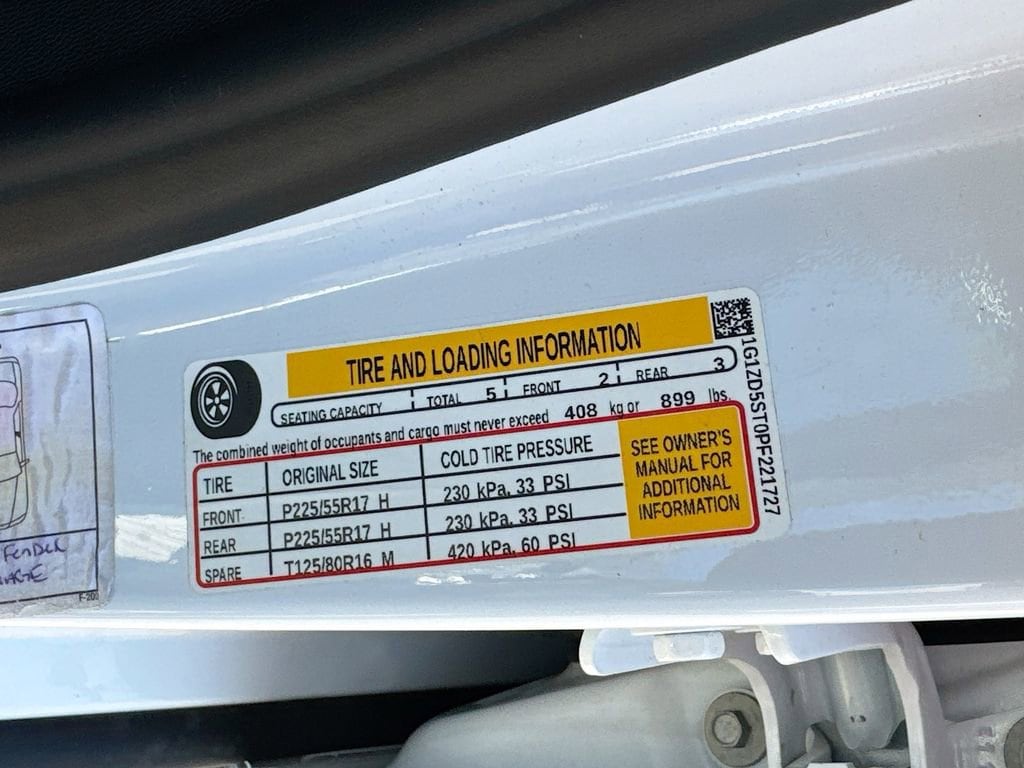 TIRE AND LOADING INFORMATION
SEATING CAPACITY TOTAL 5 FRONT 2 REAR 3
The combined weight of occupants and cargo must never exceed 408 kg or 899 lbs.
TIRE ORIGINAL SIZE COLD TIRE PRESSURE
FRONT P225/55R17 H 230 kPa, 33 PSI
REAR P225/55R17 H 230 kPa, 33 PSI
SPARE T125/80R16 M 420 kPa, 60 PSI
SEE OWNER'S
MANUAL FOR
ADDITIONAL
INFORMATION
1G1ZD5ST0PF221727
FENDER